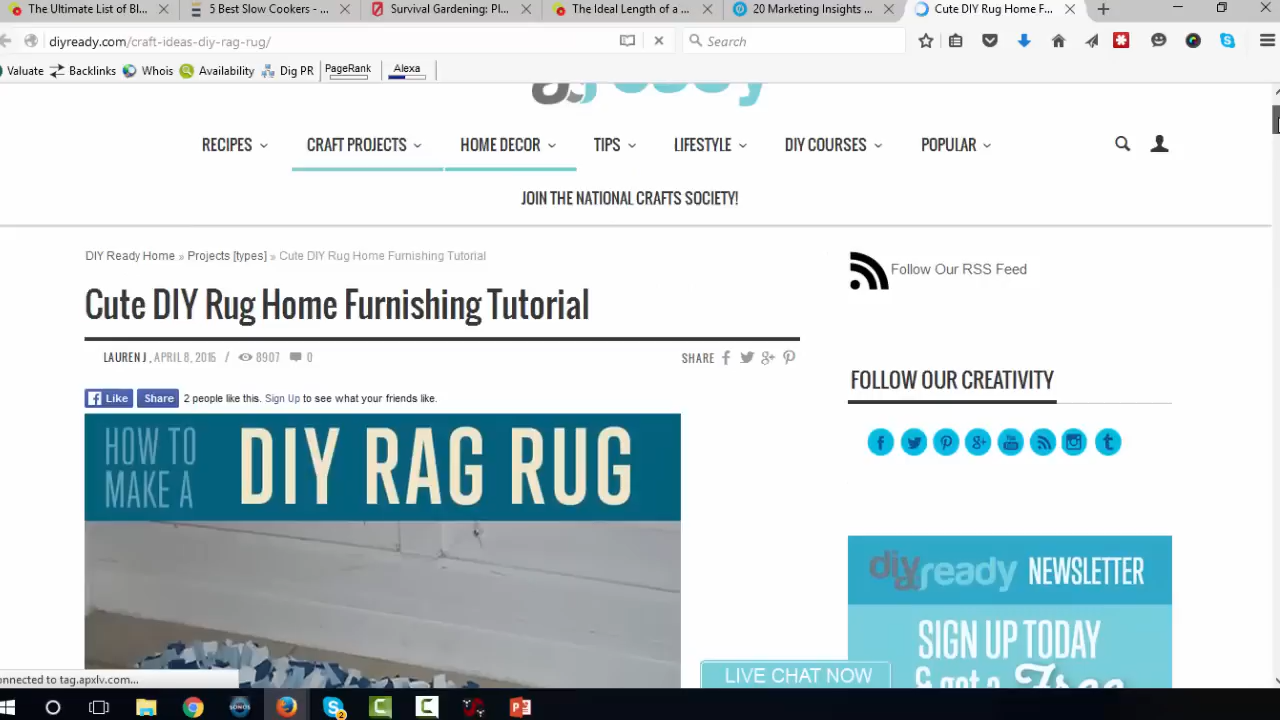 The Ultimate List of Bl...
5 Best Slow Cookers - ...
Survival Gardening: Pl...
The Ideal Length of a ...
20 Marketing Insights ...
Cute DIY Rug Home F...
diyready.com/craft-ideas-diy-rag-rug/
Search
Valuate
Backlinks
Whois
Availability
Dig PR
PageRank
Alexa
RECIPES
CRAFT PROJECTS
HOME DECOR
TIPS
LIFESTYLE
DIY COURSES
POPULAR
JOIN THE NATIONAL CRAFTS SOCIETY!
DIY Ready Home » Projects [types] » Cute DIY Rug Home Furnishing Tutorial
Cute DIY Rug Home Furnishing Tutorial
LAUREN J , APRIL 8, 2015 / 8907 0
SHARE
Like
Share
2 people like this. Sign Up to see what your friends like.
HOW TO
MAKE A
DIY RAG RUG
Follow Our RSS Feed
FOLLOW OUR CREATIVITY
diyready NEWSLETTER
SIGN UP TODAY
& get a Free
LIVE CHAT NOW
onnected to tag.apxlv.com...